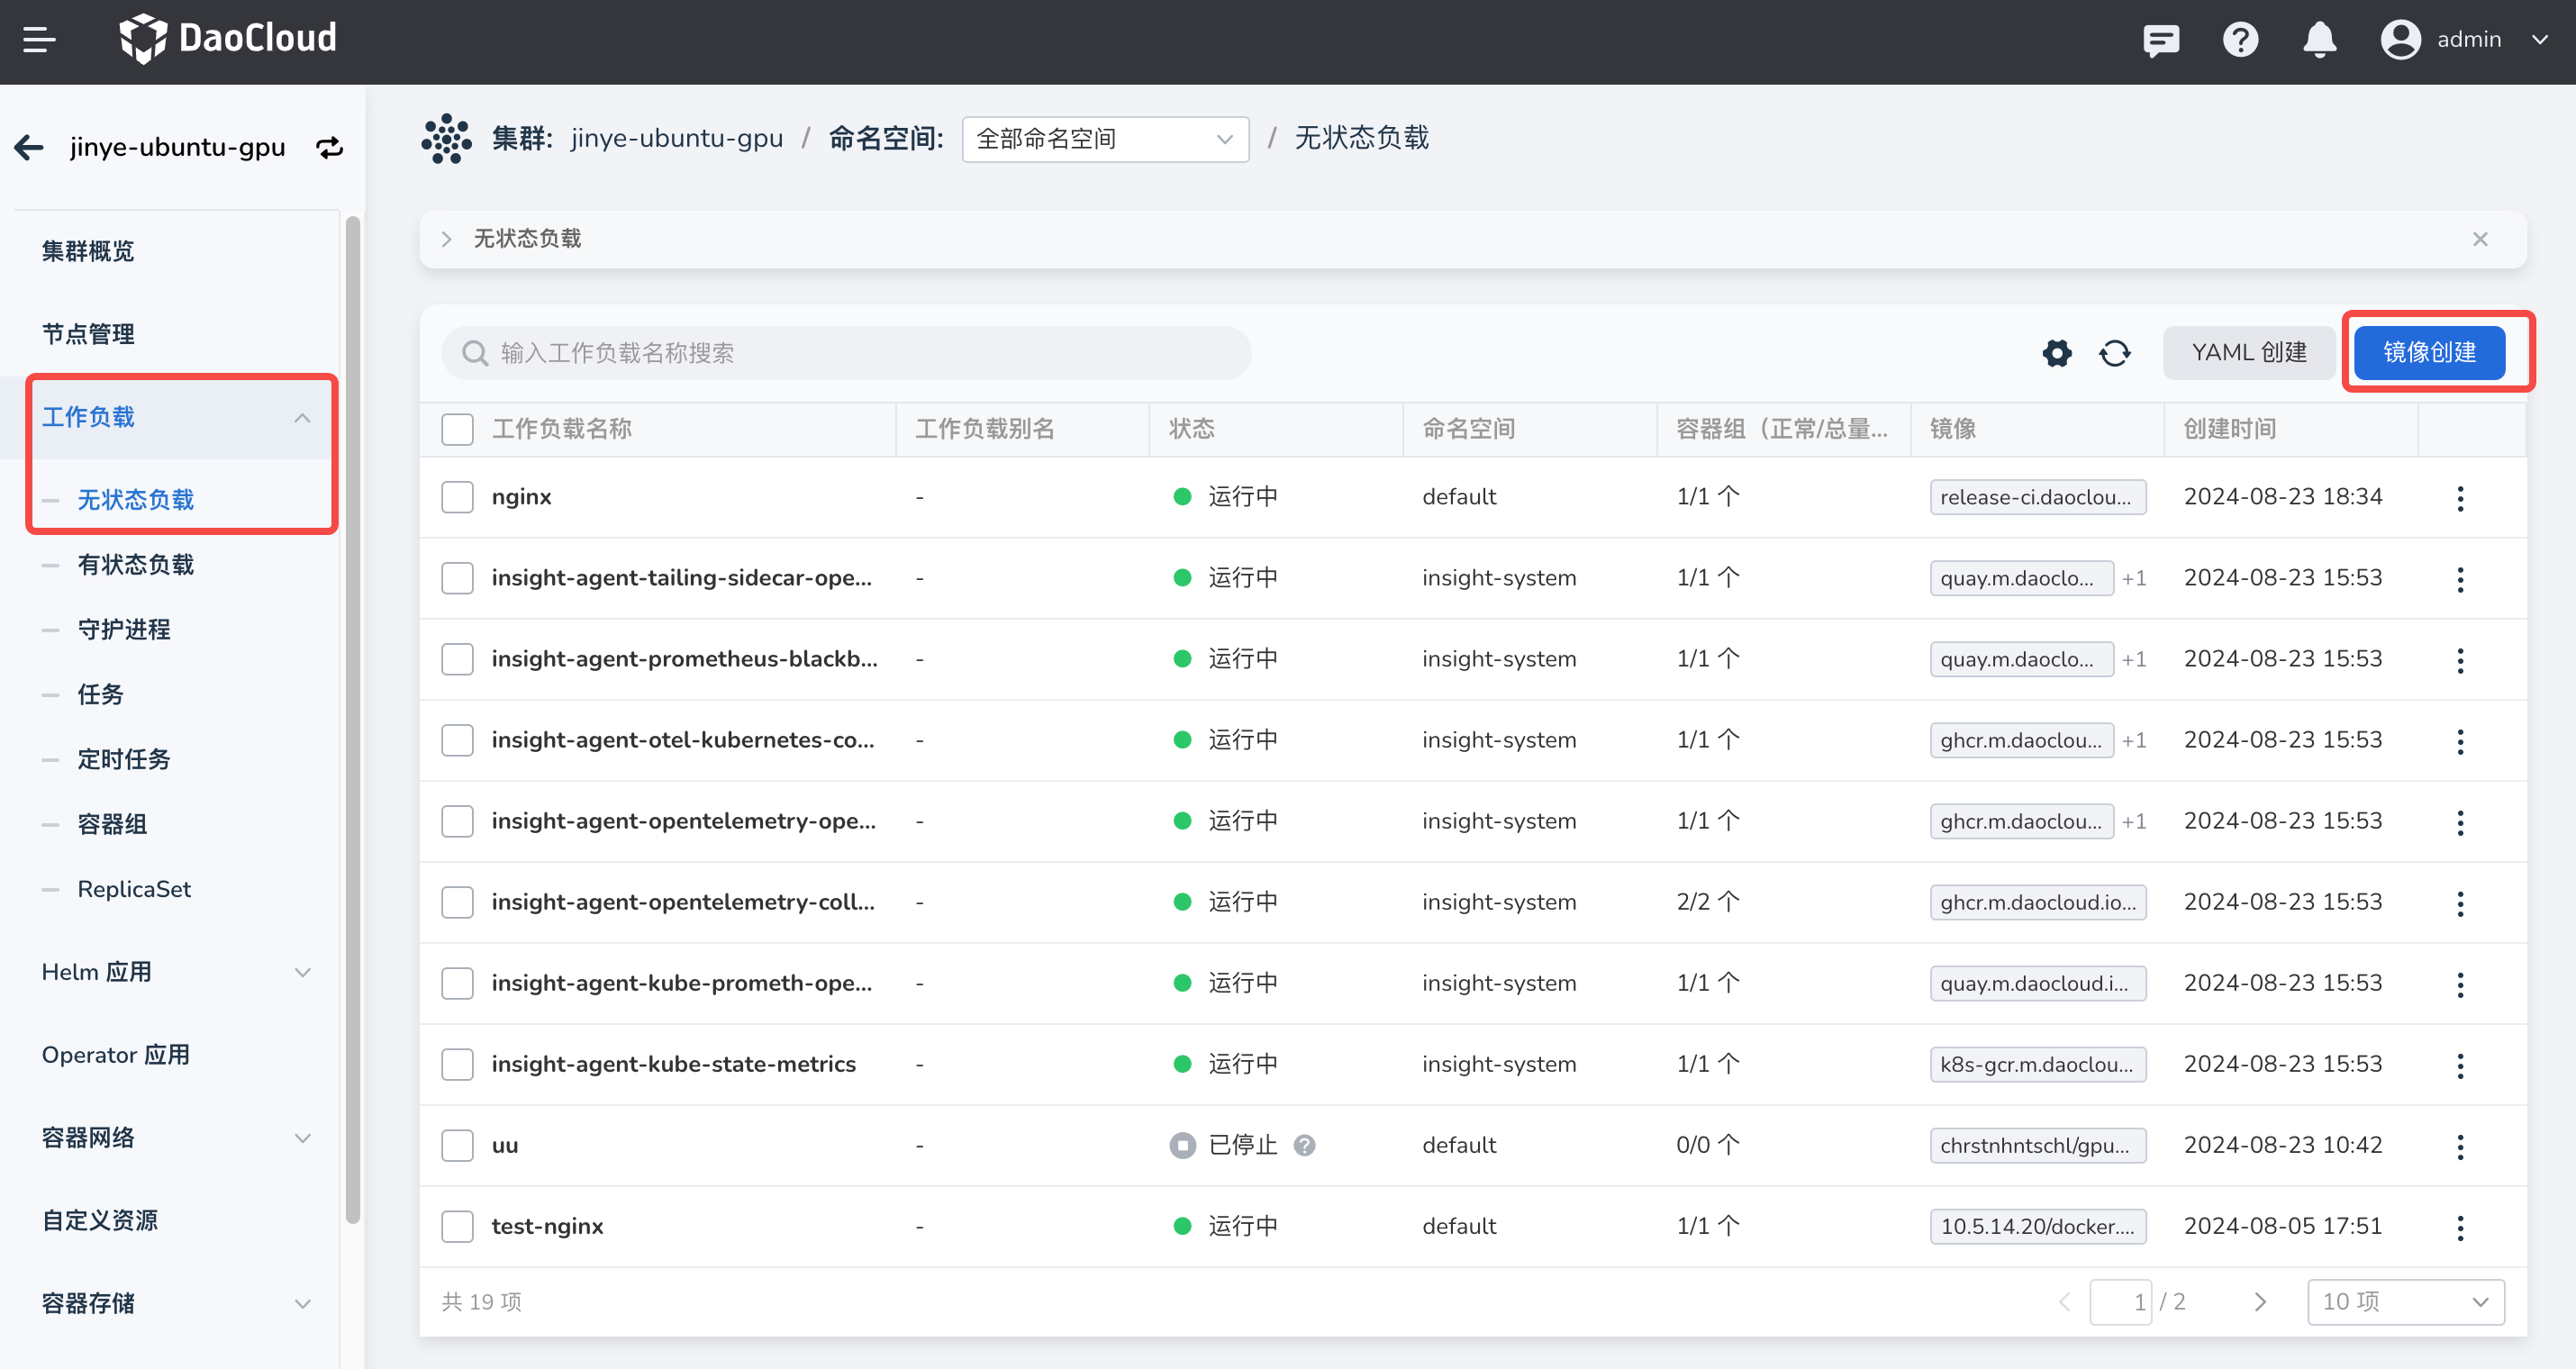 DaoCloud
admin
jinye-ubuntu-gpu
集群: jinye-ubuntu-gpu / 命名空间: 全部命名空间 / 无状态负载
集群概览
节点管理
工作负载
无状态负载
有状态负载
守护进程
任务
定时任务
容器组
ReplicaSet
Helm 应用
Operator 应用
容器网络
自定义资源
容器存储
无状态负载
输入工作负载名称搜索
YAML 创建
镜像创建
工作负载名称 工作负载别名 状态 命名空间 容器组（正常/总量... 镜像 创建时间
nginx - 运行中 default 1/1 个 release-ci.daoclou... 2024-08-23 18:34
insight-agent-tailing-sidecar-ope... - 运行中 insight-system 1/1 个 quay.m.daoclo... +1 2024-08-23 15:53
insight-agent-prometheus-blackb... - 运行中 insight-system 1/1 个 quay.m.daoclo... +1 2024-08-23 15:53
insight-agent-otel-kubernetes-co... - 运行中 insight-system 1/1 个 ghcr.m.daoclou... +1 2024-08-23 15:53
insight-agent-opentelemetry-ope... - 运行中 insight-system 1/1 个 ghcr.m.daoclou... +1 2024-08-23 15:53
insight-agent-opentelemetry-coll... - 运行中 insight-system 2/2 个 ghcr.m.daocloud.io... 2024-08-23 15:53
insight-agent-kube-prometh-ope... - 运行中 insight-system 1/1 个 quay.m.daocloud.i... 2024-08-23 15:53
insight-agent-kube-state-metrics - 运行中 insight-system 1/1 个 k8s-gcr.m.daoclou... 2024-08-23 15:53
uu - 已停止 default 0/0 个 chrstnhntschl/gpu... 2024-08-23 10:42
test-nginx - 运行中 default 1/1 个 10.5.14.20/docker.... 2024-08-05 17:51
共 19 项
1 / 2
10 项